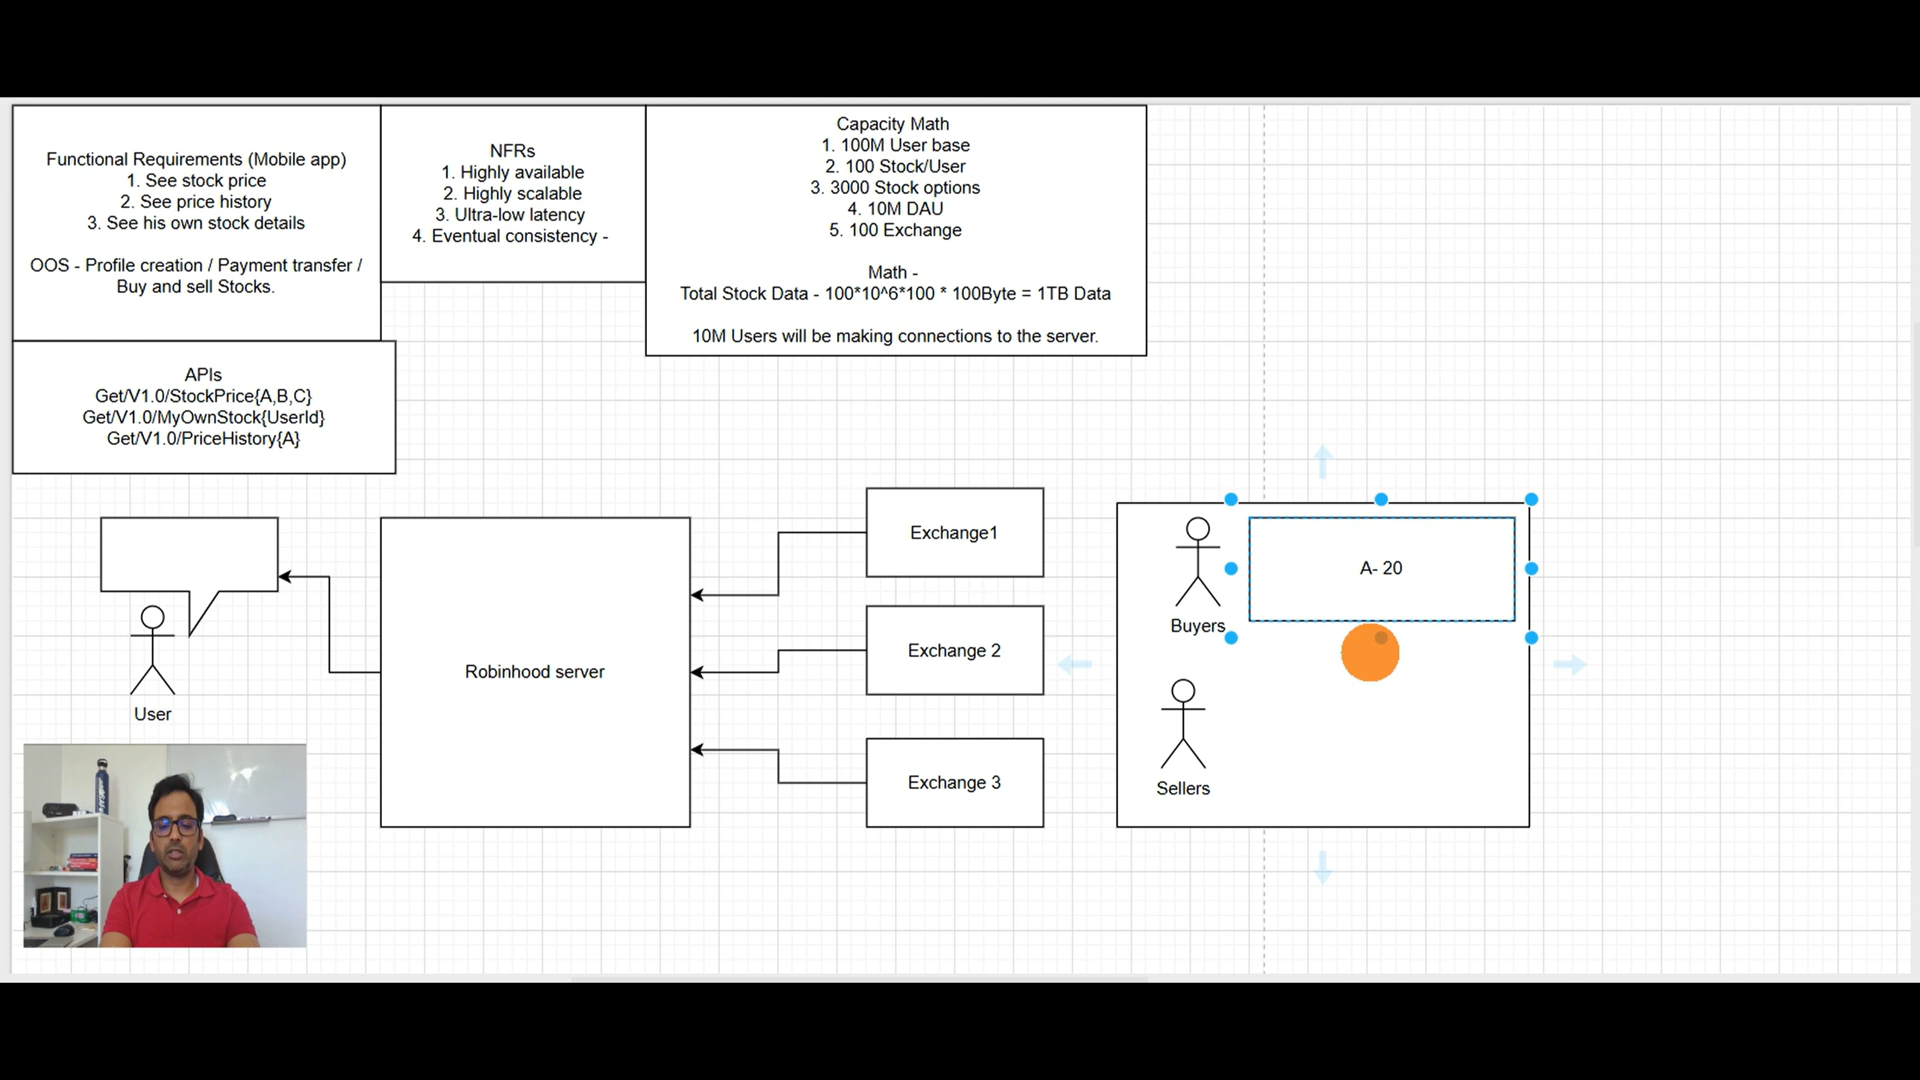 Functional Requirements (Mobile app)
1. See stock price
2. See price history
3. See his own stock details
OOS - Profile creation / Payment transfer /
Buy and sell Stocks.
NFRs
1. Highly available
2. Highly scalable
3. Ultra-low latency
4. Eventual consistency -
Capacity Math
1. 100M User base
2. 100 Stock/User
3. 3000 Stock options
4. 10M DAU
5. 100 Exchange
Math -
Total Stock Data - 100*10^6*100 * 100Byte = 1TB Data
10M Users will be making connections to the server.
APIs
Get/V1.0/StockPrice{A,B,C}
Get/V1.0/MyOwnStock{UserId}
Get/V1.0/PriceHistory{A}
User
Robinhood server
Exchange1
Exchange 2
Exchange 3
A- 20
Buyers
Sellers